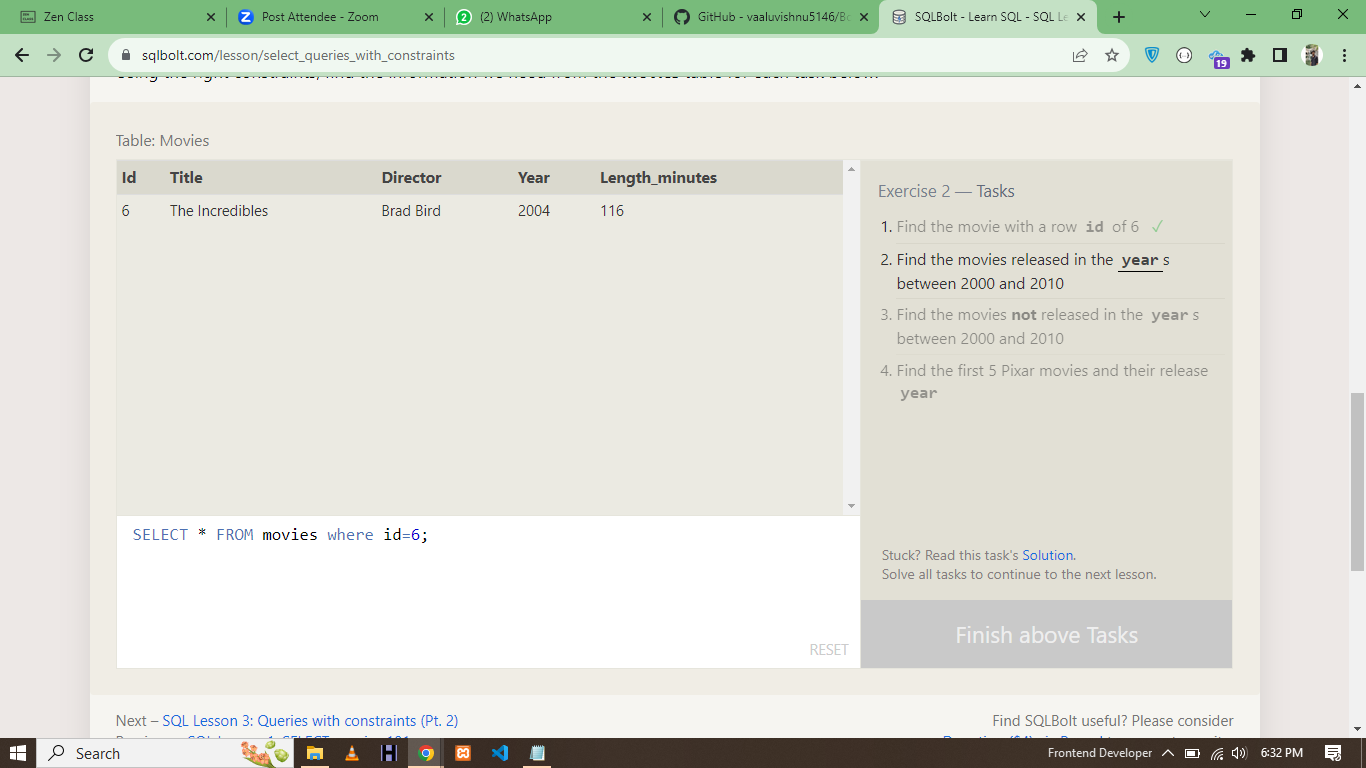 Zen Class
Post Attendee - Zoom
(2) WhatsApp
GitHub - vaaluvishnu5146/Bo
SQLBolt - Learn SQL - SQL Le
sqlbolt.com/lesson/select_queries_with_constraints
19
Table: Movies
Id Title Director Year Length_minutes
6 The Incredibles Brad Bird 2004 116
Exercise 2 — Tasks
1. Find the movie with a row id of 6 ✓
2. Find the movies released in the year s
between 2000 and 2010
3. Find the movies not released in the year s
between 2000 and 2010
4. Find the first 5 Pixar movies and their release
year
SELECT * FROM movies where id=6;
RESET
Stuck? Read this task's Solution.
Solve all tasks to continue to the next lesson.
Finish above Tasks
Next – SQL Lesson 3: Queries with constraints (Pt. 2)
Find SQLBolt useful? Please consider
Search
Frontend Developer
6:32 PM